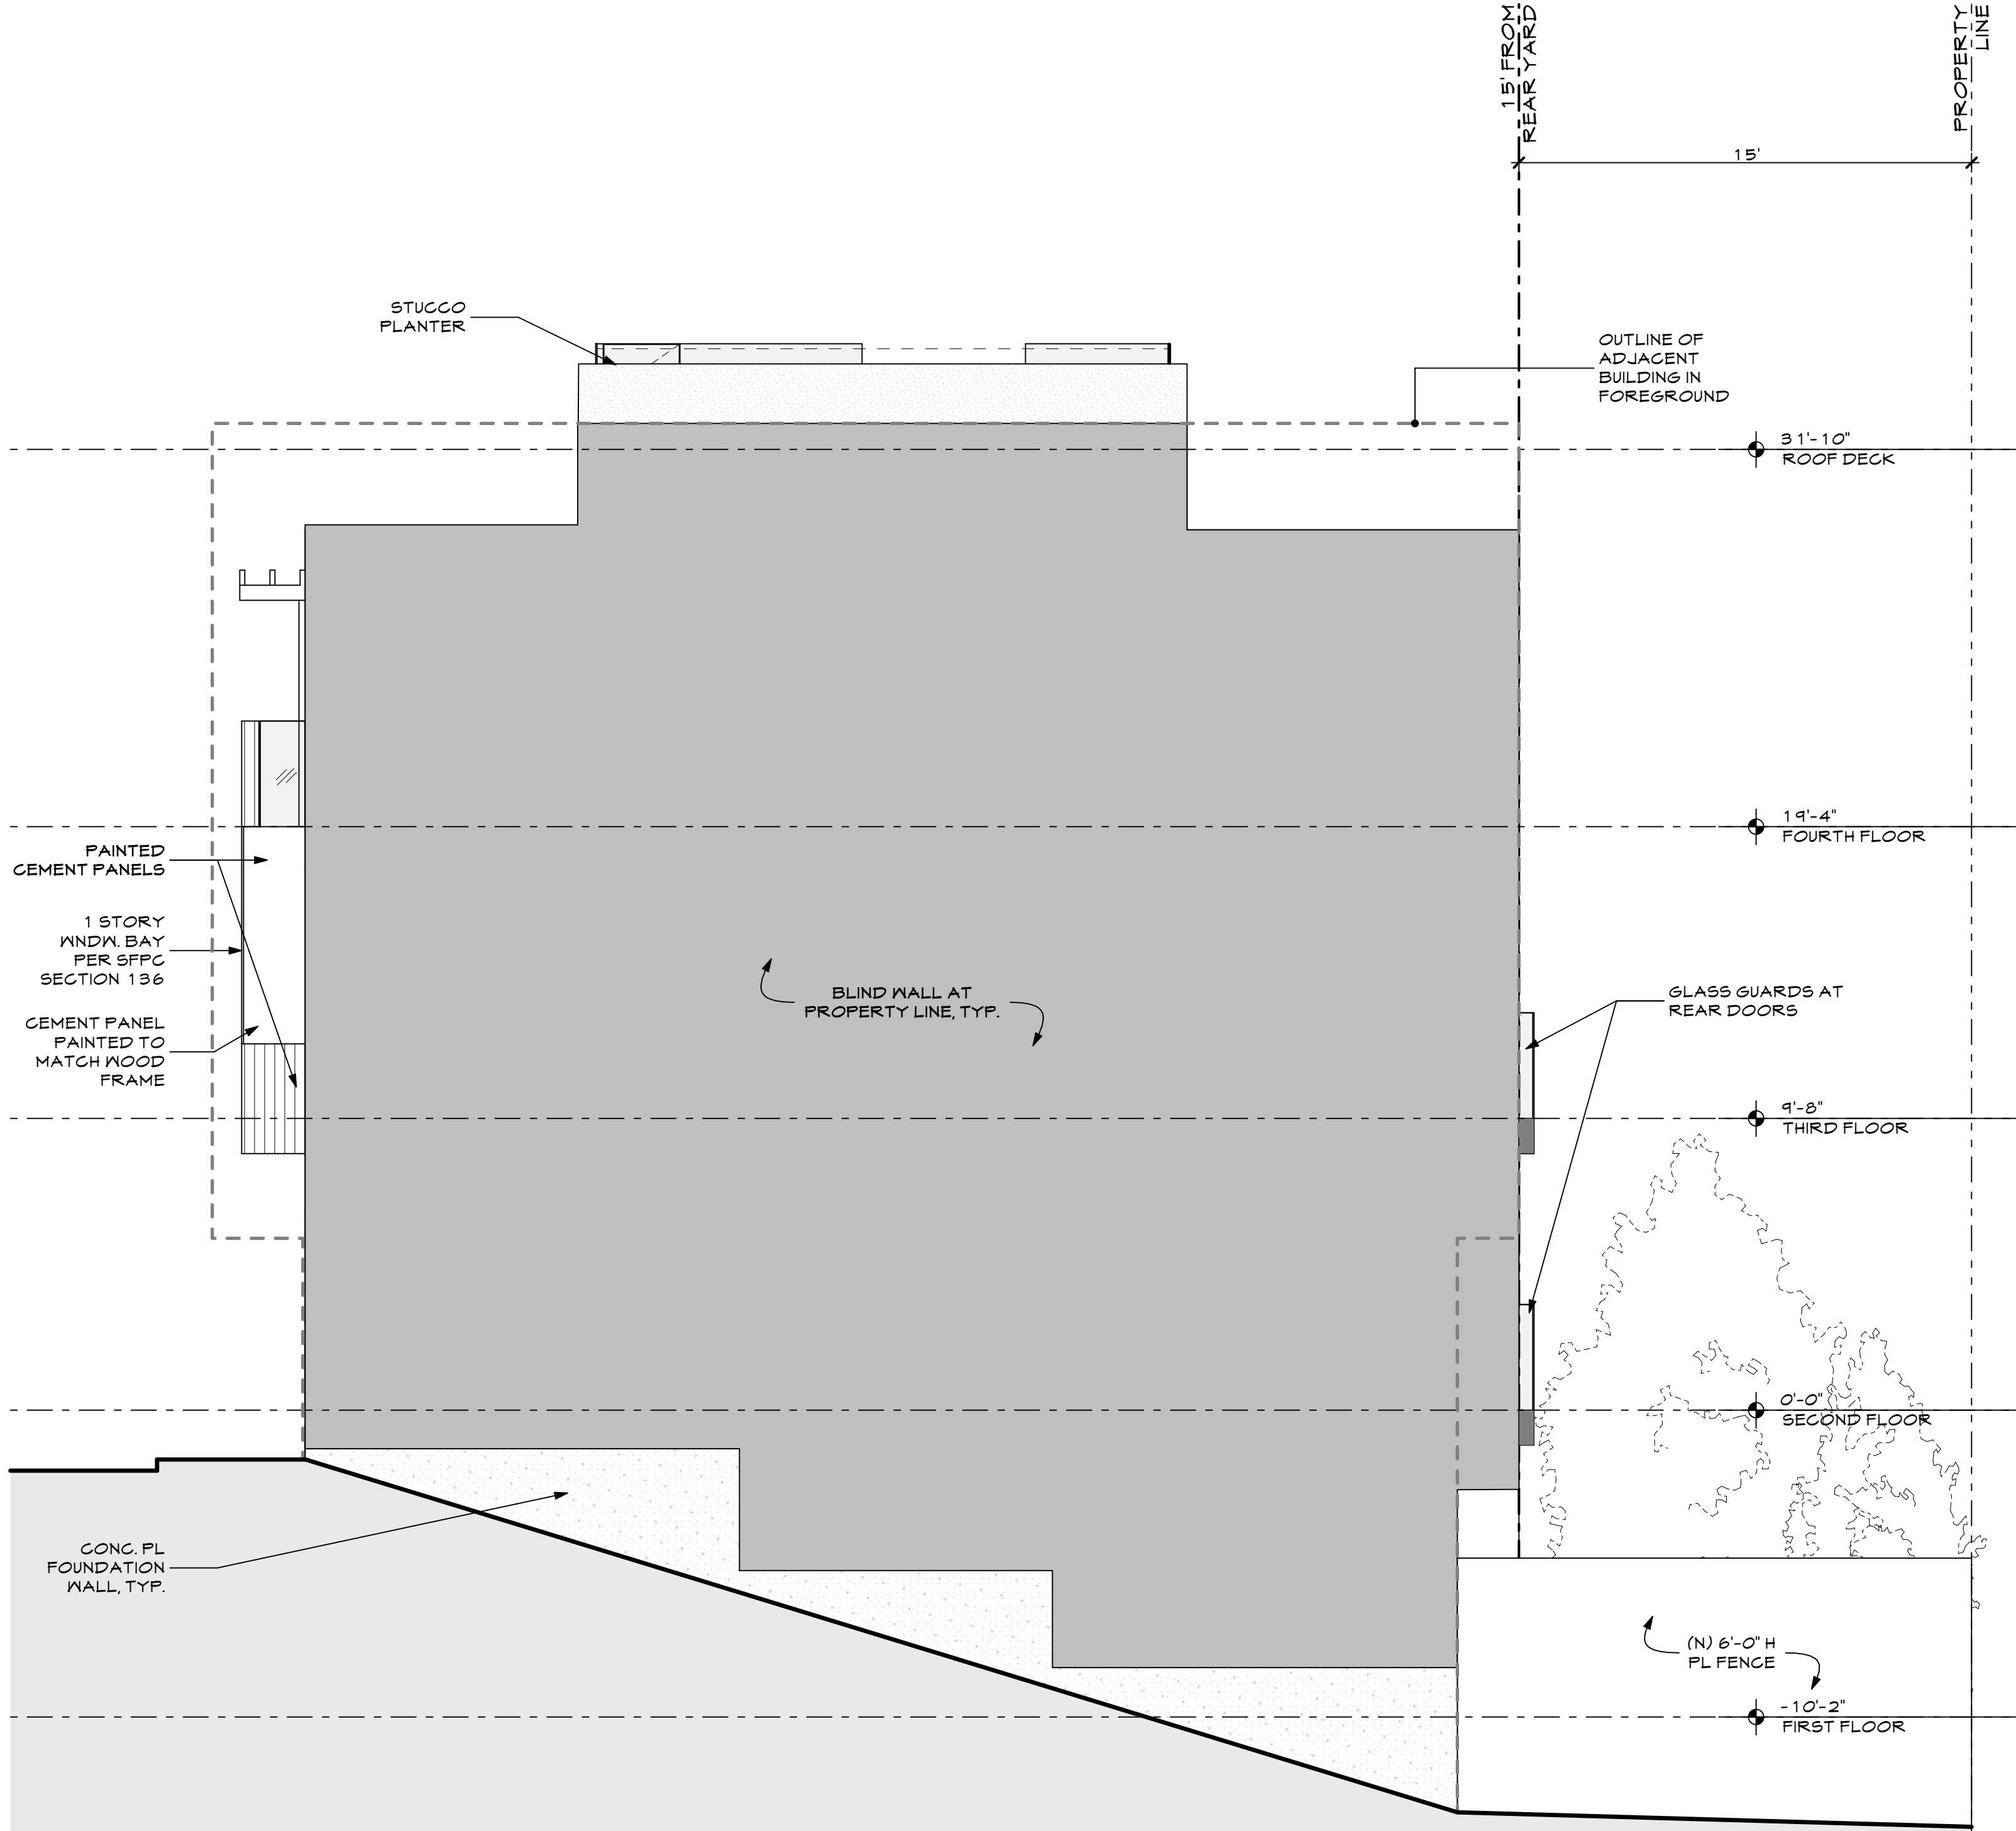 15' FROM
REAR YARD
PROPERTY
LINE
15'
STUCCO
PLANTER
OUTLINE OF
ADJACENT
BUILDING IN
FOREGROUND
31'-10"
ROOF DECK
19'-4"
FOURTH FLOOR
PAINTED
CEMENT PANELS
1 STORY
WNDW. BAY
PER SFPC
SECTION 136
CEMENT PANEL
PAINTED TO
MATCH WOOD
FRAME
BLIND WALL AT
PROPERTY LINE, TYP.
GLASS GUARDS AT
REAR DOORS
9'-8"
THIRD FLOOR
0'-0"
SECOND FLOOR
CONC. PL
FOUNDATION
WALL, TYP.
(N) 6'-0" H
PL FENCE
-10'-2"
FIRST FLOOR